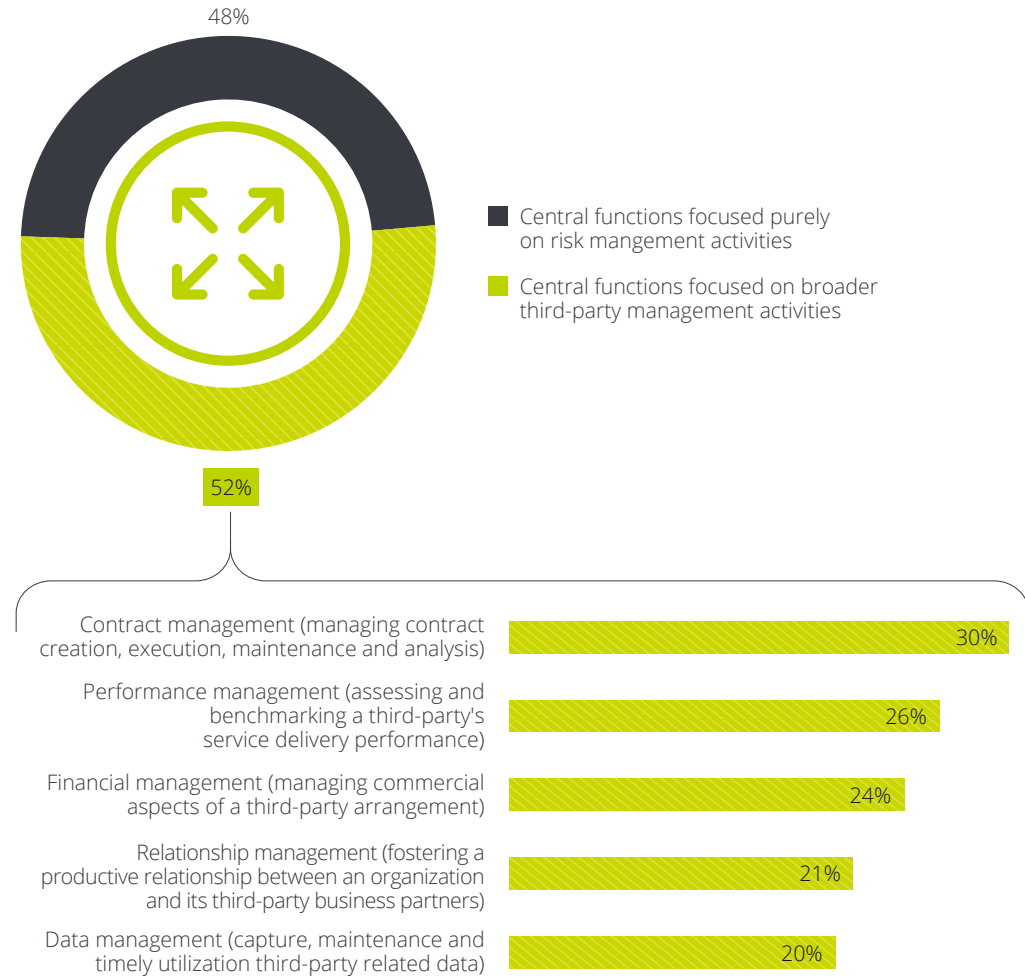 48%
Central functions focused purely
on risk mangement activities
Central functions focused on broader
third-party management activities
52%
Contract management (managing contract
creation, execution, maintenance and analysis)
30%
Performance management (assessing and
benchmarking a third-party's
service delivery performance)
26%
Financial management (managing commercial
aspects of a third-party arrangement)
24%
Relationship management (fostering a
productive relationship between an organization
and its third-party business partners)
21%
Data management (capture, maintenance and
timely utilization third-party related data)
20%